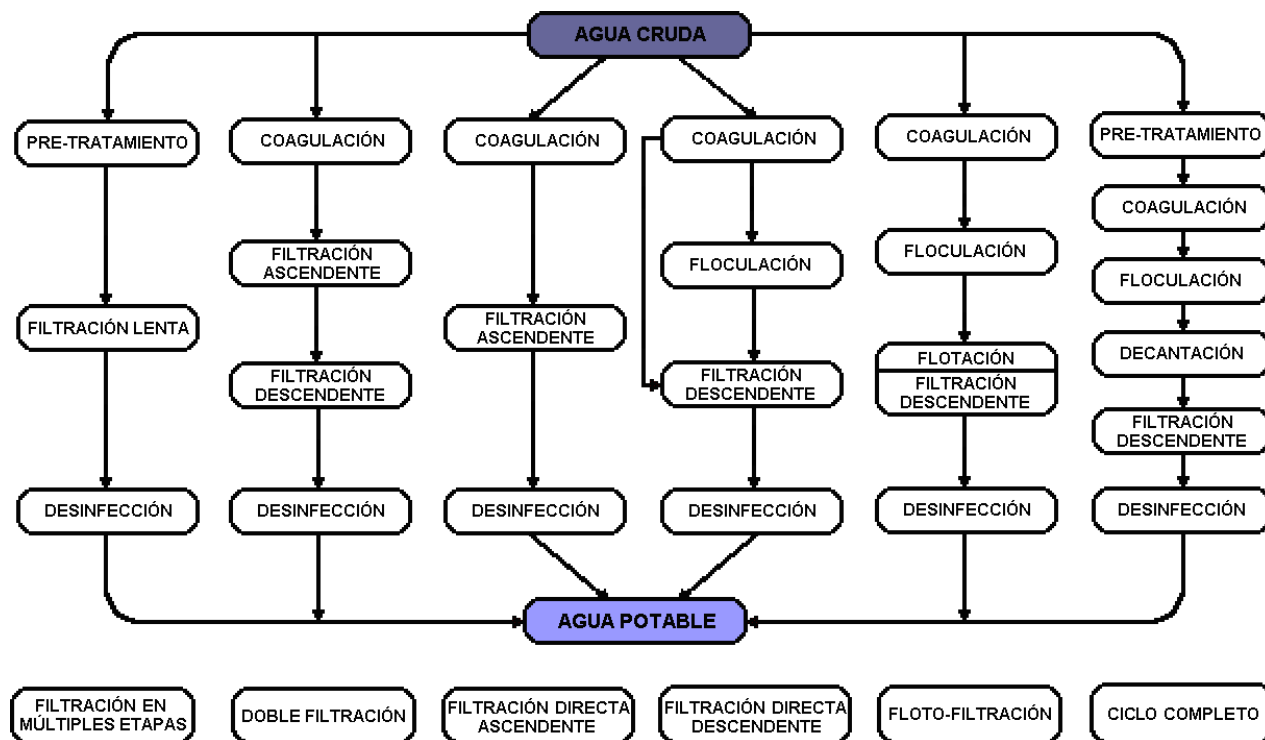 AGUA CRUDA
PRE-TRATAMIENTO
COAGULACIÓN
COAGULACIÓN
COAGULACIÓN
COAGULACIÓN
PRE-TRATAMIENTO
COAGULACIÓN
FILTRACIÓN
ASCENDENTE
FLOCULACIÓN
FLOCULACIÓN
FLOCULACIÓN
FILTRACIÓN LENTA
FILTRACIÓN
ASCENDENTE
DECANTACIÓN
FILTRACIÓN
DESCENDENTE
FILTRACIÓN
DESCENDENTE
FLOTACIÓN
FILTRACIÓN
DESCENDENTE
FILTRACIÓN
DESCENDENTE
DESINFECCIÓN
DESINFECCIÓN
DESINFECCIÓN
DESINFECCIÓN
DESINFECCIÓN
DESINFECCIÓN
AGUA POTABLE
FILTRACIÓN EN
MÚLTIPLES ETAPAS
DOBLE FILTRACIÓN
FILTRACIÓN DIRECTA
ASCENDENTE
FILTRACIÓN DIRECTA
DESCENDENTE
FLOTO-FILTRACIÓN
CICLO COMPLETO